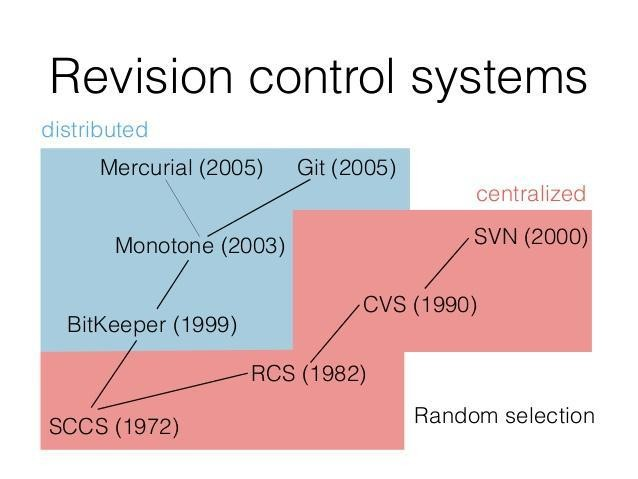 Revision control systems
distributed
Mercurial (2005) Git (2005)
centralized
SVN (2000)
Monotone (2003)
CVS (1990)
BitKeeper (1999)
RCS (1982)
Random selection
SCCS (1972)